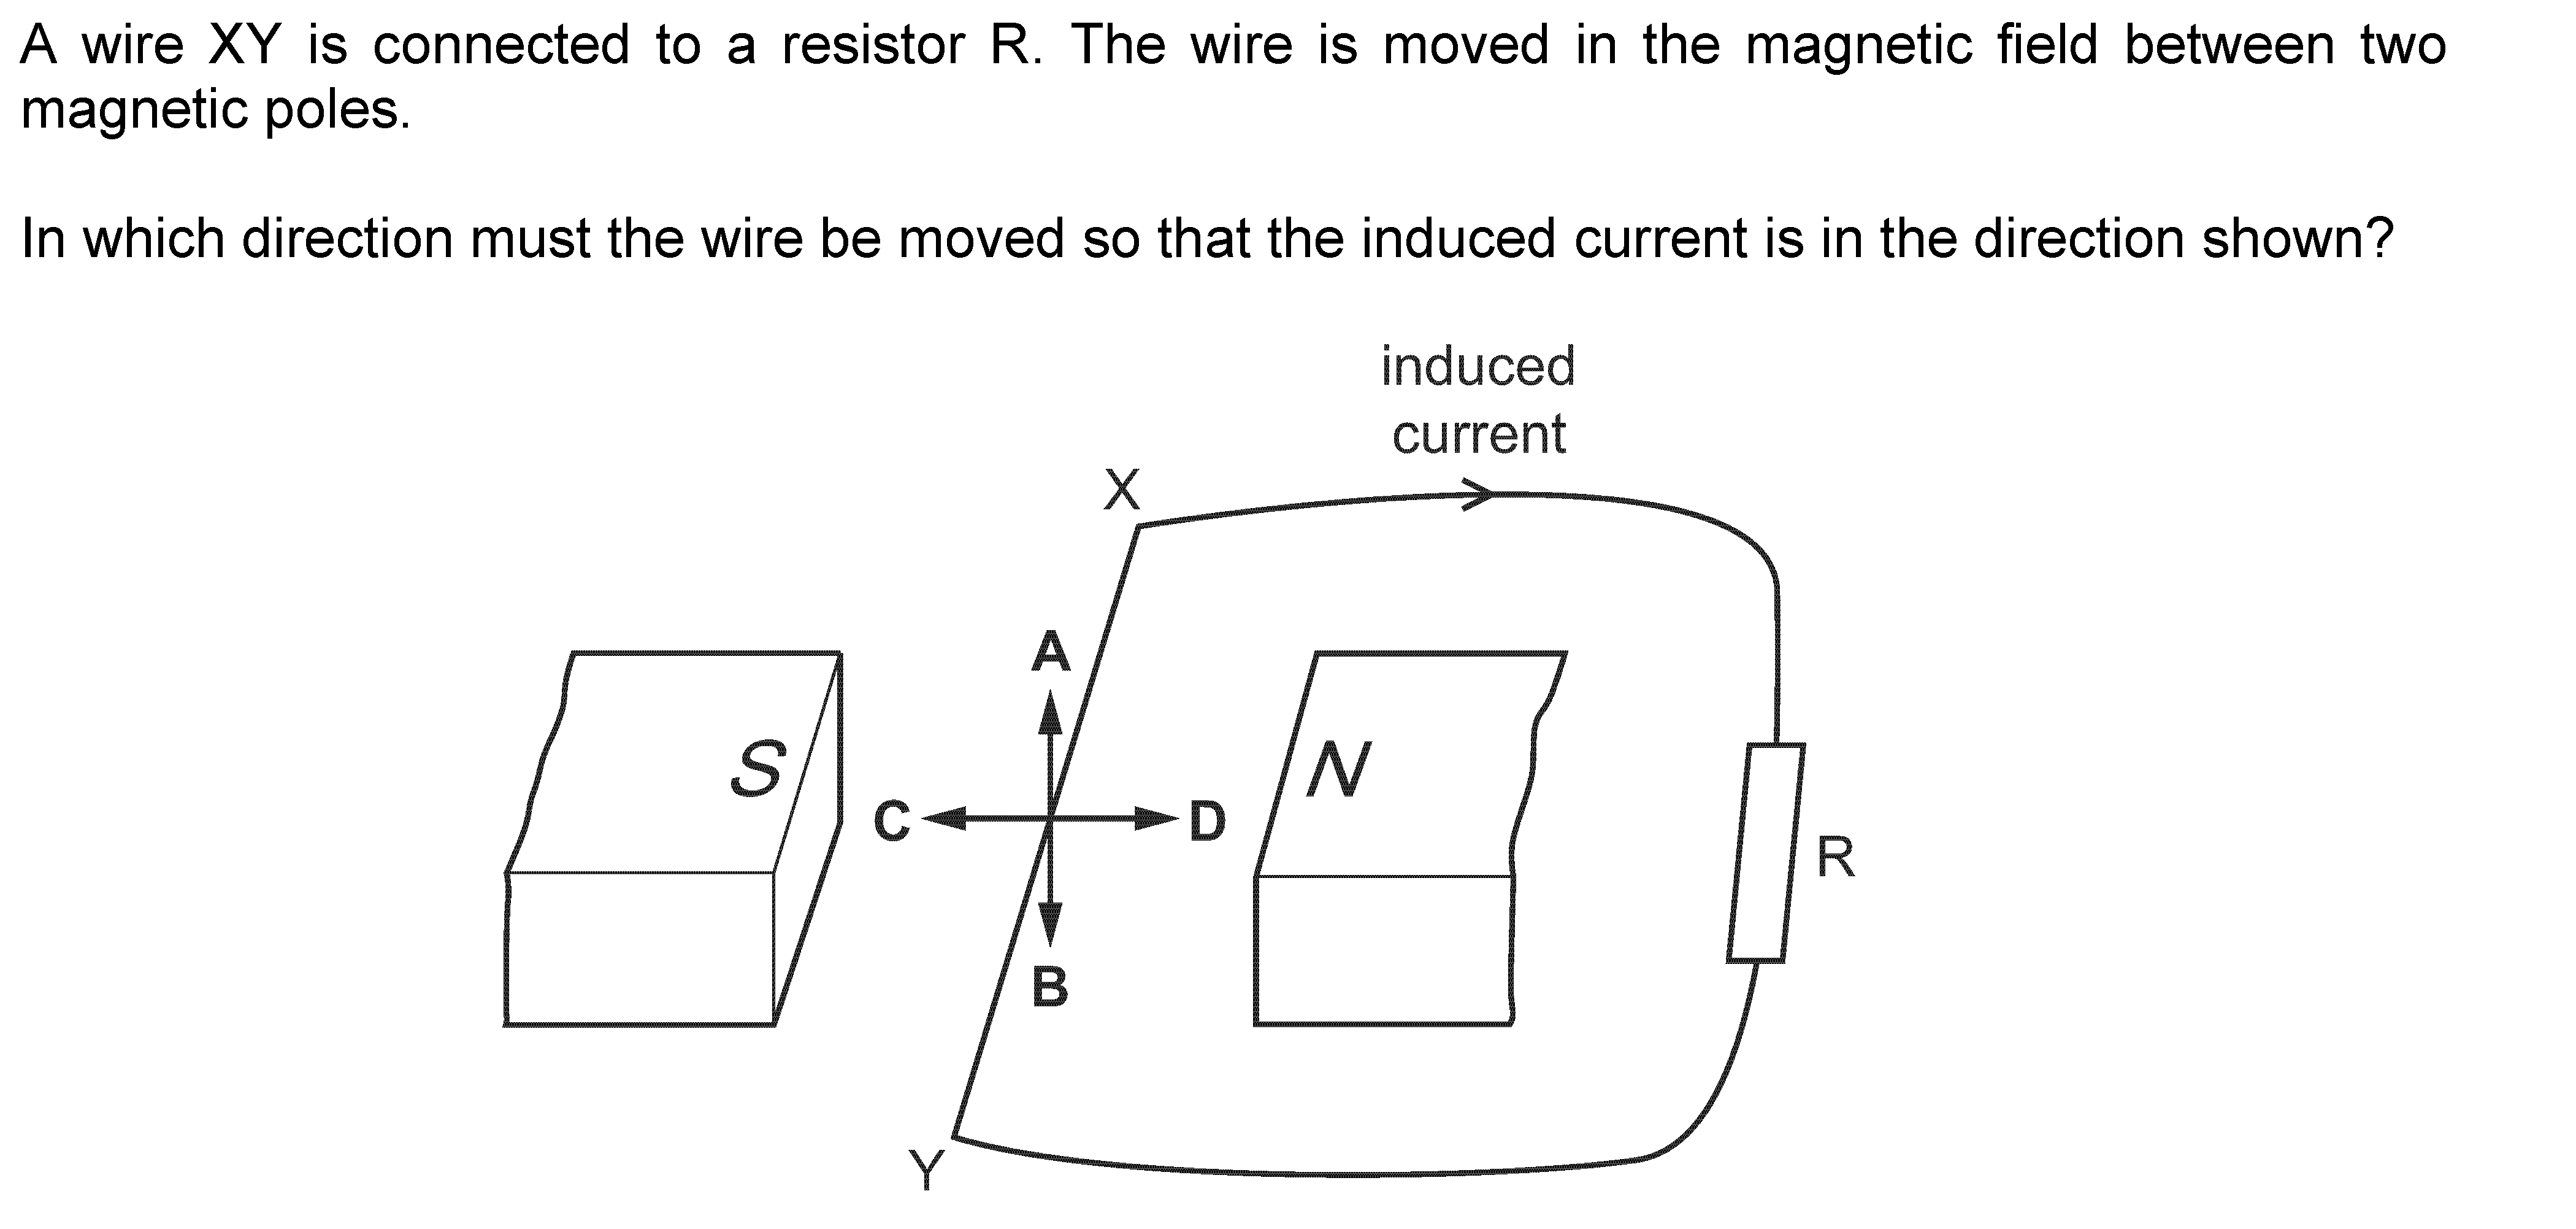 A wire XY is connected to a resistor R. The wire is moved in the magnetic field between two
magnetic poles.
In which direction must the wire be moved so that the induced current is in the direction shown?
induced
current
X
A
S
N
C
D
R
B
Y